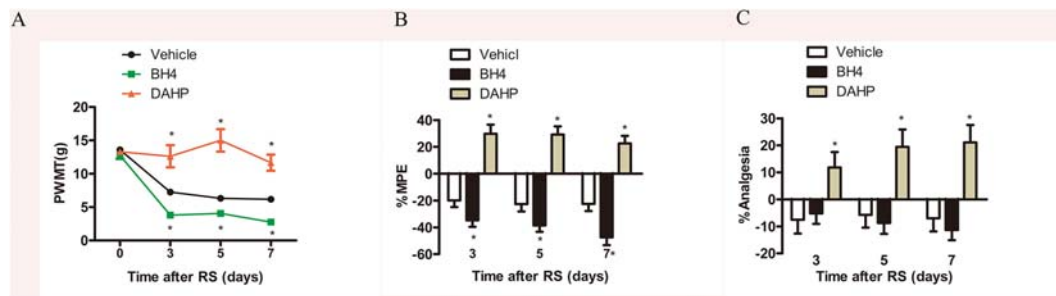 A
Vehicle
BH4
DAHP
PWMT(g)
20
15
10
5
0
* * *
* * *
0 3 5 7
Time after RS (days)
B
Vehicl
BH4
DAHP
%MPE
40
20
0
-20
-40
-60
* * *
* * *
3 5 7
Time after RS (days)
C
Vehicle
BH4
DAHP
%Analgesia
30
20
10
0
-10
-20
* * *
3 5 7
Time after RS (days)